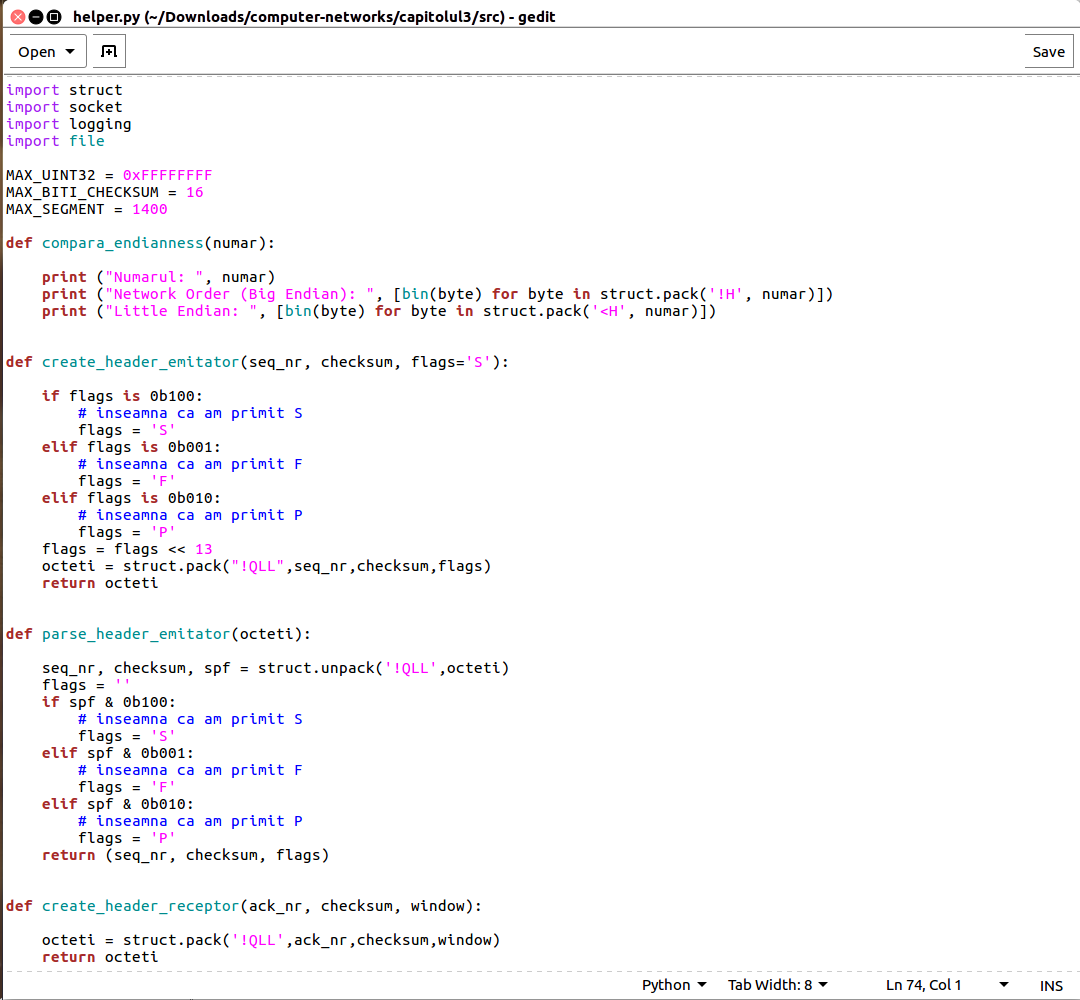 helper.py (~/Downloads/computer-networks/capitolul3/src) - gedit
Open
Save
import struct
import socket
import logging
import file

MAX_UINT32 = 0xFFFFFFFF
MAX_BITI_CHECKSUM = 16
MAX_SEGMENT = 1400

def compara_endianness(numar):

    print ("Numarul: ", numar)
    print ("Network Order (Big Endian): ", [bin(byte) for byte in struct.pack('!H', numar)])
    print ("Little Endian: ", [bin(byte) for byte in struct.pack('<H', numar)])


def create_header_emitator(seq_nr, checksum, flags='S'):

    if flags is 0b100:
        # inseamna ca am primit S
        flags = 'S'
    elif flags is 0b001:
        # inseamna ca am primit F
        flags = 'F'
    elif flags is 0b010:
        # inseamna ca am primit P
        flags = 'P'
    flags = flags << 13
    octeti = struct.pack("!QLL",seq_nr,checksum,flags)
    return octeti


def parse_header_emitator(octeti):

    seq_nr, checksum, spf = struct.unpack('!QLL',octeti)
    flags = ''
    if spf & 0b100:
        # inseamna ca am primit S
        flags = 'S'
    elif spf & 0b001:
        # inseamna ca am primit F
        flags = 'F'
    elif spf & 0b010:
        # inseamna ca am primit P
        flags = 'P'
    return (seq_nr, checksum, flags)


def create_header_receptor(ack_nr, checksum, window):

    octeti = struct.pack('!QLL',ack_nr,checksum,window)
    return octeti
Python Tab Width: 8 Ln 74, Col 1 INS